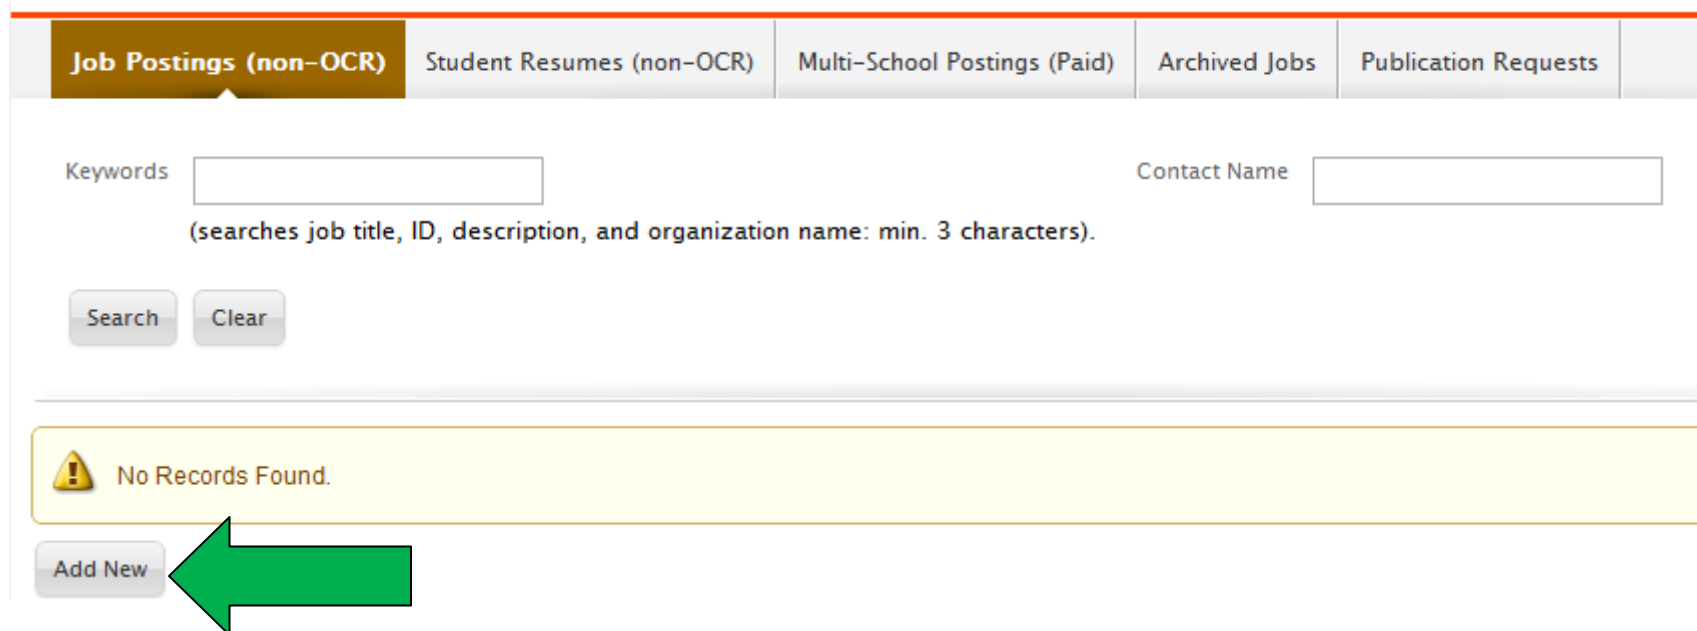 Job Postings (non-OCR) Student Resumes (non-OCR) Multi-School Postings (Paid) Archived Jobs Publication Requests
Keywords Contact Name
(searches job title, ID, description, and organization name: min. 3 characters).
Search Clear
No Records Found.
Add New